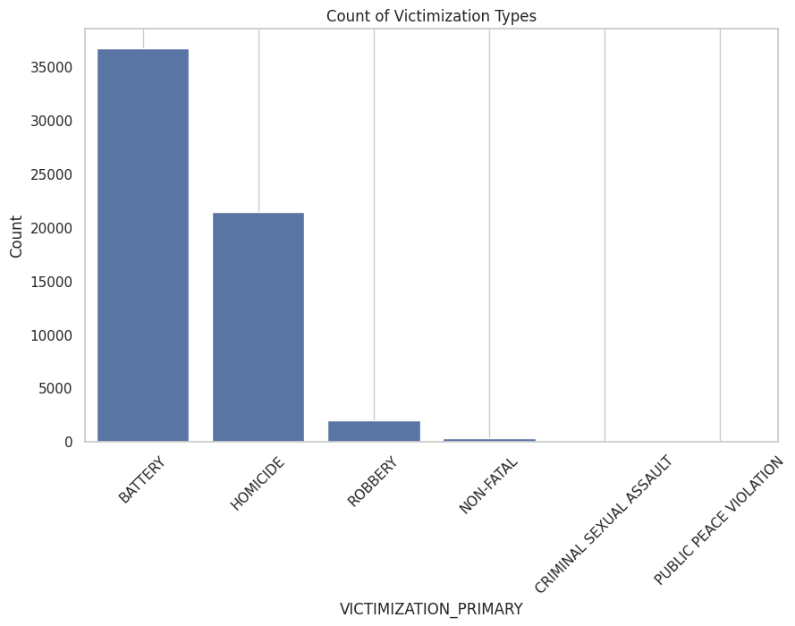 Count of Victimization Types
Count
35000
30000
25000
20000
15000
10000
5000
0
BATTERY
HOMICIDE
ROBBERY
NON-FATAL
CRIMINAL SEXUAL ASSAULT
PUBLIC PEACE VIOLATION
VICTIMIZATION_PRIMARY